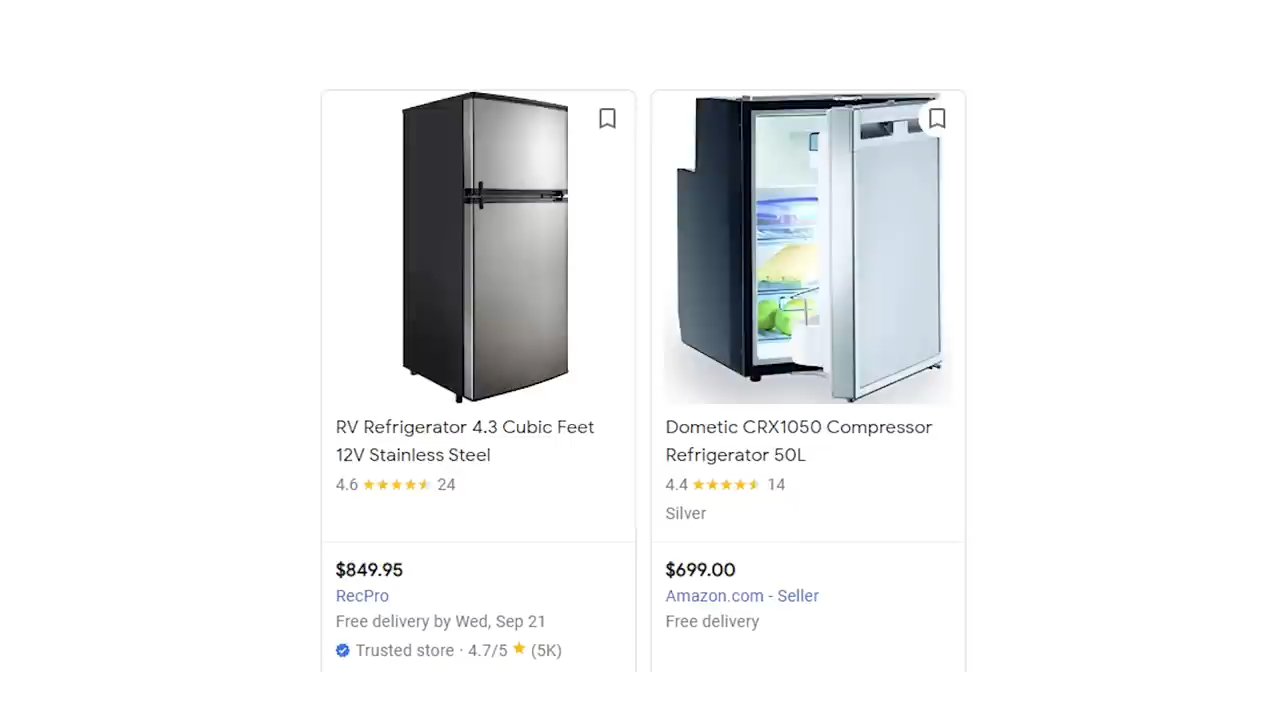 RV Refrigerator 4.3 Cubic Feet
12V Stainless Steel
4.6 ★★★★★ 24
$849.95
RecPro
Free delivery by Wed, Sep 21
Trusted store · 4.7/5 ★ (5K)
Dometic CRX1050 Compressor
Refrigerator 50L
4.4 ★★★★★ 14
Silver
$699.00
Amazon.com - Seller
Free delivery